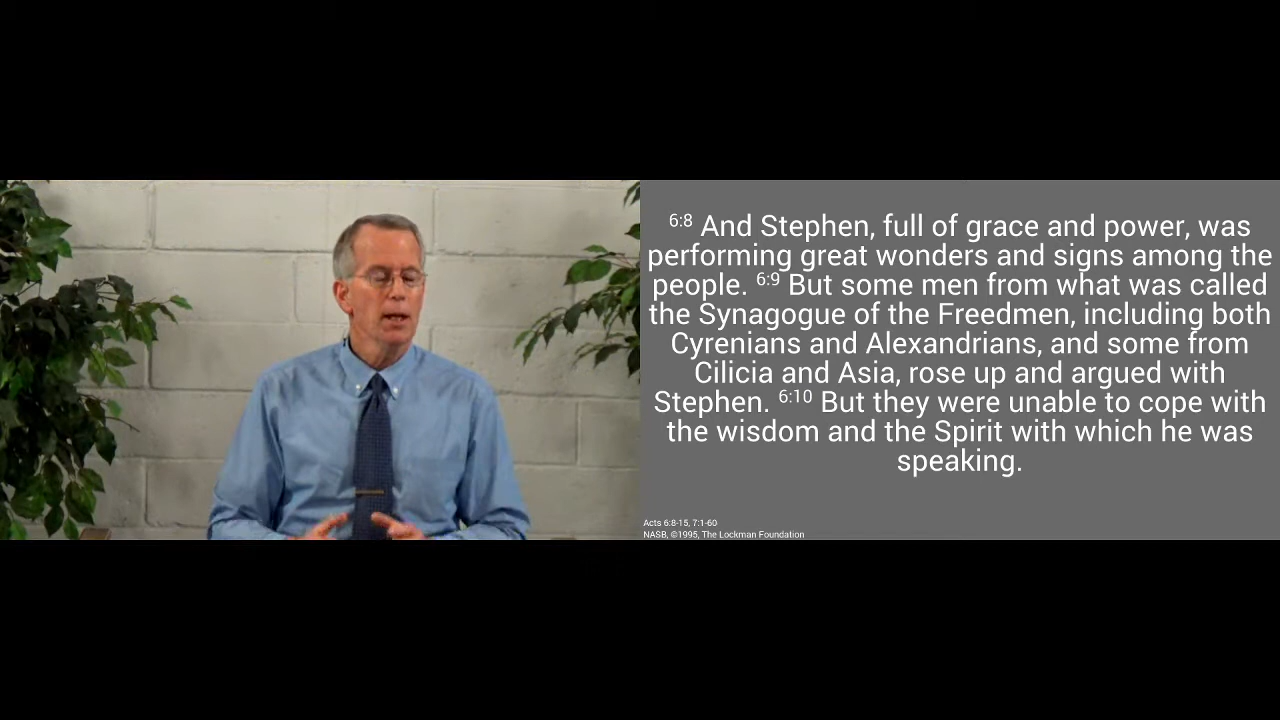 6:8 And Stephen, full of grace and power, was
performing great wonders and signs among the
people. 6:9 But some men from what was called
the Synagogue of the Freedmen, including both
Cyrenians and Alexandrians, and some from
Cilicia and Asia, rose up and argued with
Stephen. 6:10 But they were unable to cope with
the wisdom and the Spirit with which he was
speaking.
Acts 6:8-15, 7:1-60
NASB, ©1995, The Lockman Foundation